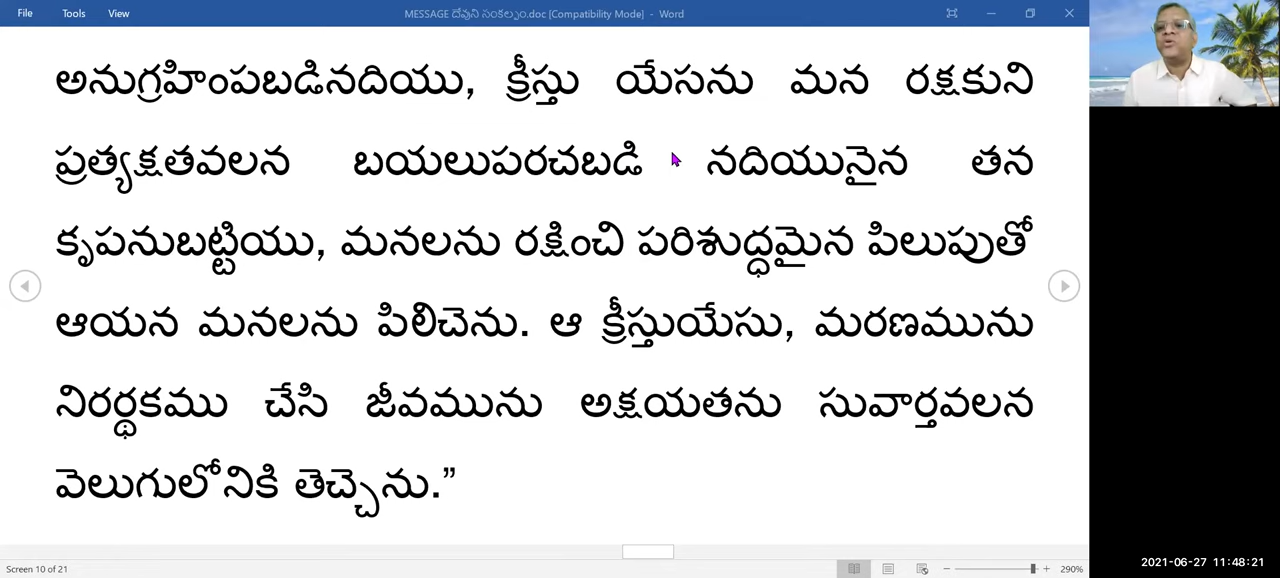 File Tools View MESSAGE దేవుని సంకల్పం.doc [Compatibility Mode] - Word
అనుగ్రహింపబడినదియు, క్రీస్తు యేసను మన రక్షకుని
ప్రత్యక్షతవలన బయలుపరచబడి నదియునైన తన
కృపనుబట్టియు, మనలను రక్షించి పరిశుద్ధమైన పిలుపుతో
ఆయన మనలను పిలిచెను. ఆ క్రీస్తుయేసు, మరణమును
నిరర్థకము చేసి జీవమును అక్షయతను సువార్తవలన
వెలుగులోనికి తెచ్చెను.”
Screen 10 of 21 290%
2021-06-27 11:48:21